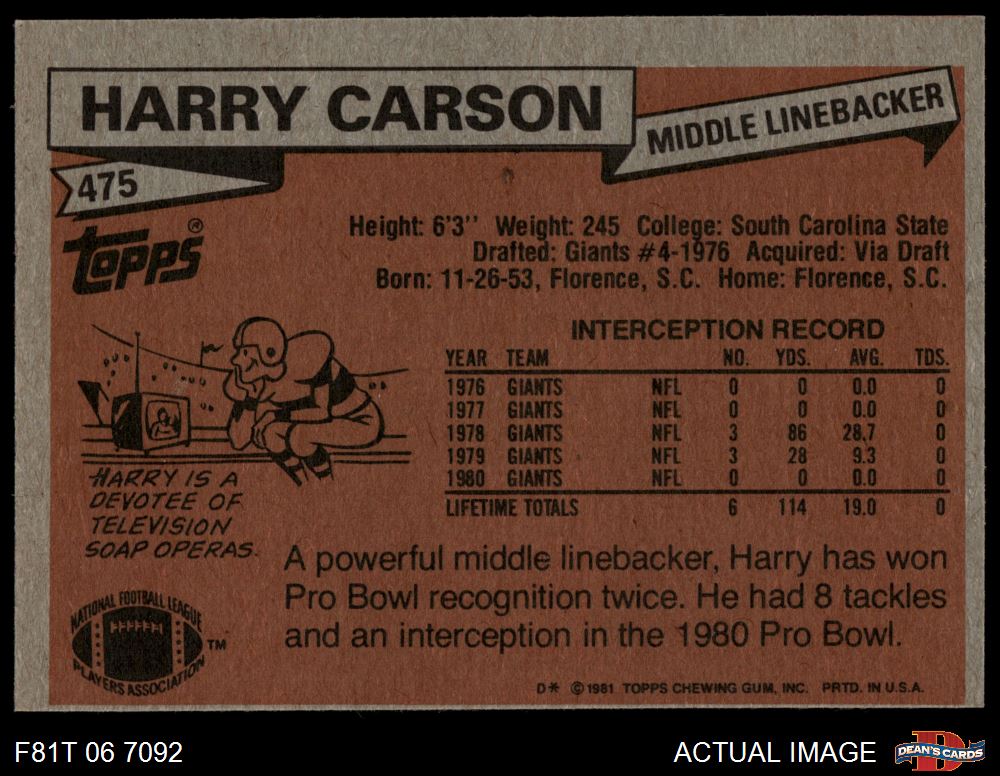 HARRY CARSON
MIDDLE LINEBACKER
475
TOPPS®
Height: 6'3'' Weight: 245 College: South Carolina State
Drafted: Giants #4-1976 Acquired: Via Draft
Born: 11-26-53, Florence, S.C. Home: Florence, S.C.
INTERCEPTION RECORD
YEAR TEAM NO. YDS. AVG. TDS.
1976 GIANTS NFL 0 0 0.0 0
1977 GIANTS NFL 0 0 0.0 0
1978 GIANTS NFL 3 86 28.7 0
1979 GIANTS NFL 3 28 9.3 0
1980 GIANTS NFL 0 0 0.0 0
LIFETIME TOTALS 6 114 19.0 0
HARRY IS A
DEVOTEE OF
TELEVISION
SOAP OPERAS.
A powerful middle linebacker, Harry has won
Pro Bowl recognition twice. He had 8 tackles
and an interception in the 1980 Pro Bowl.
NATIONAL FOOTBALL LEAGUE
PLAYERS ASSOCIATION
TM
D* © 1981 TOPPS CHEWING GUM, INC. PRTD. IN U.S.A.
F81T 06 7092
ACTUAL IMAGE
D
DEAN'S CARDS